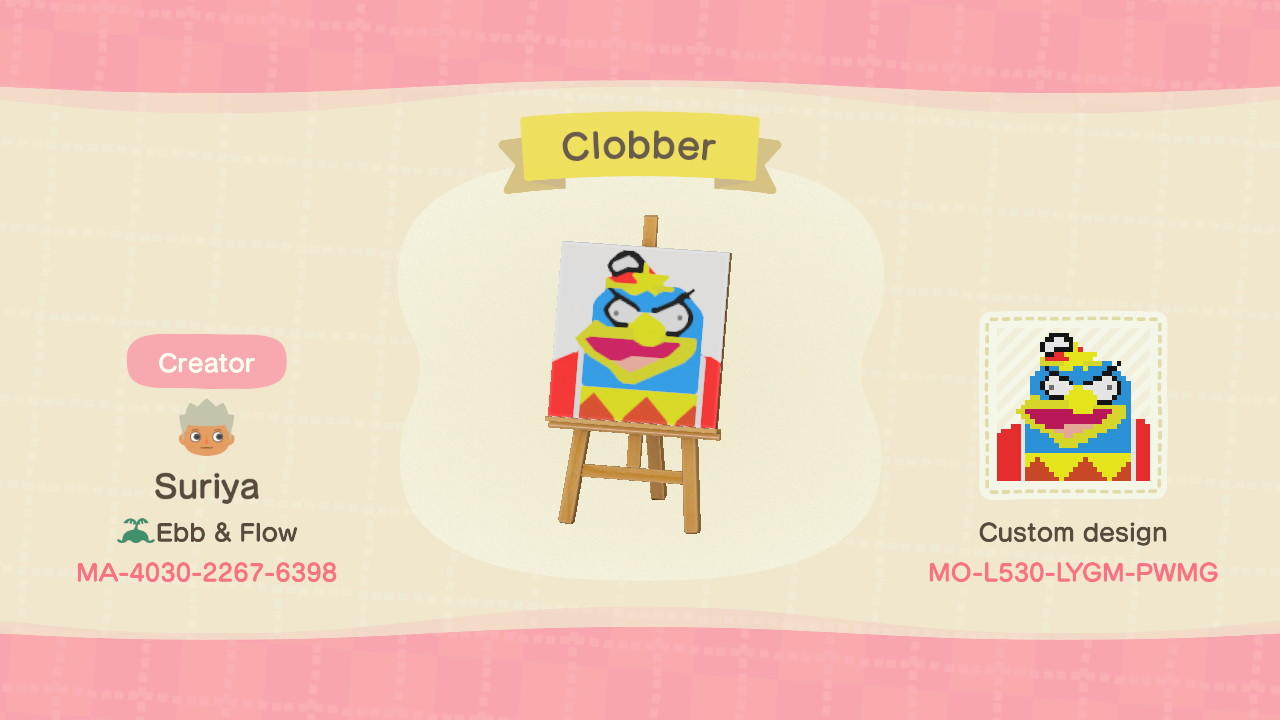 Clobber
Creator
Suriya
Ebb & Flow
MA-4030-2267-6398
Custom design
MO-L530-LYGM-PWMG